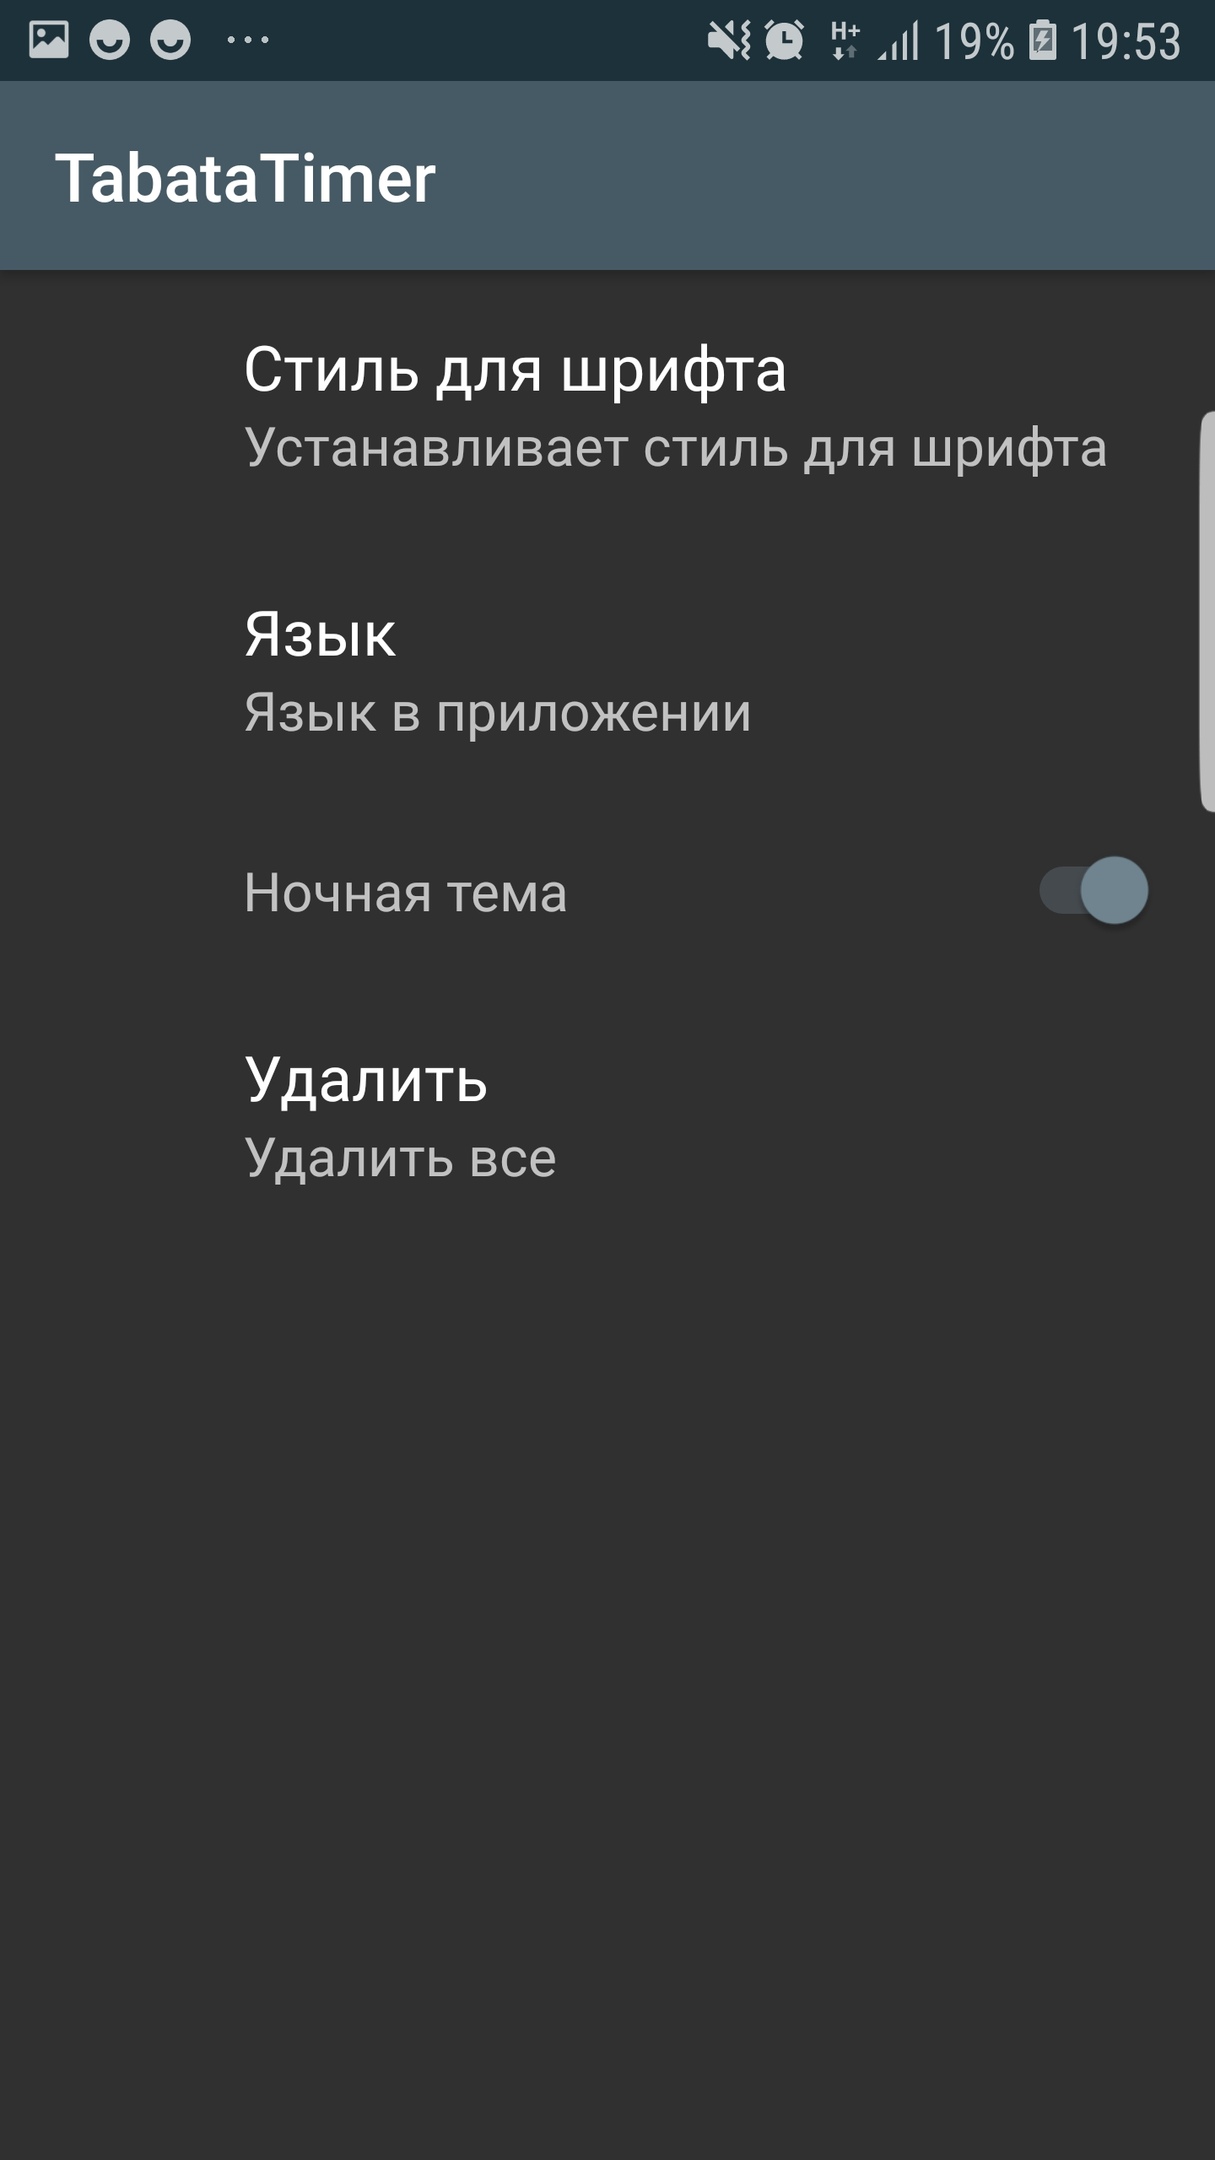 H+ 19% 19:53
TabataTimer
Стиль для шрифта
Устанавливает стиль для шрифта
Язык
Язык в приложении
Ночная тема
Удалить
Удалить все